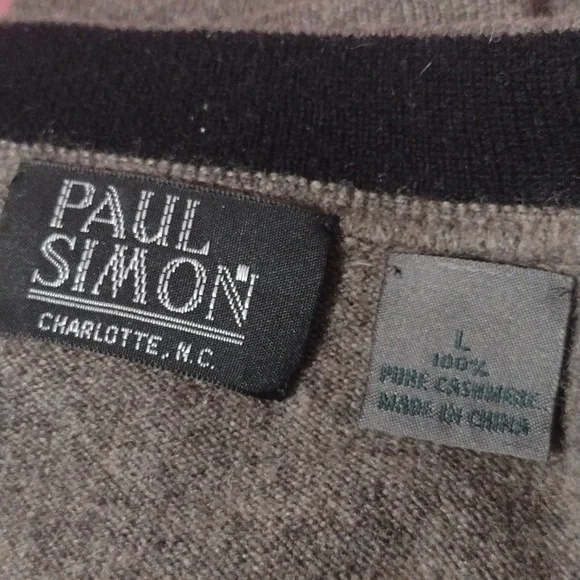 PAUL
SIMON
CHARLOTTE, N.C.
L
100%
PURE CASHMERE
MADE IN CHINA